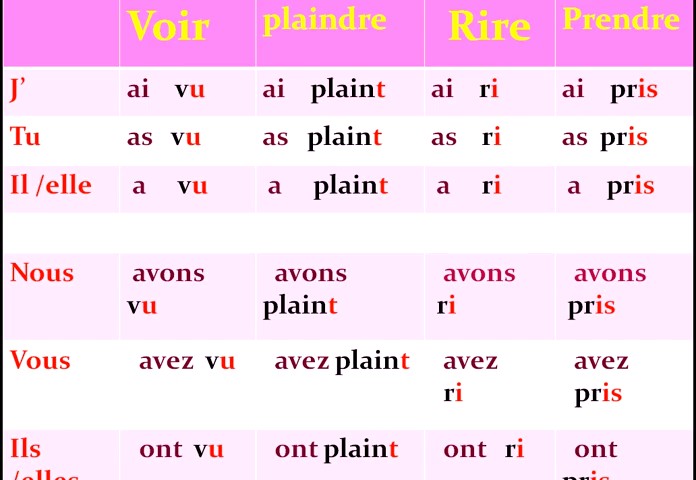 Voir plaindre Rire Prendre
J’ ai vu ai plaint ai ri ai pris
Tu as vu as plaint as ri as pris
Il /elle a vu a plaint a ri a pris
Nous avons avons avons avons
vu plaint ri pris
Vous avez vu avez plaint avez avez
ri pris
Ils ont vu ont plaint ont ri ont
/elles pris